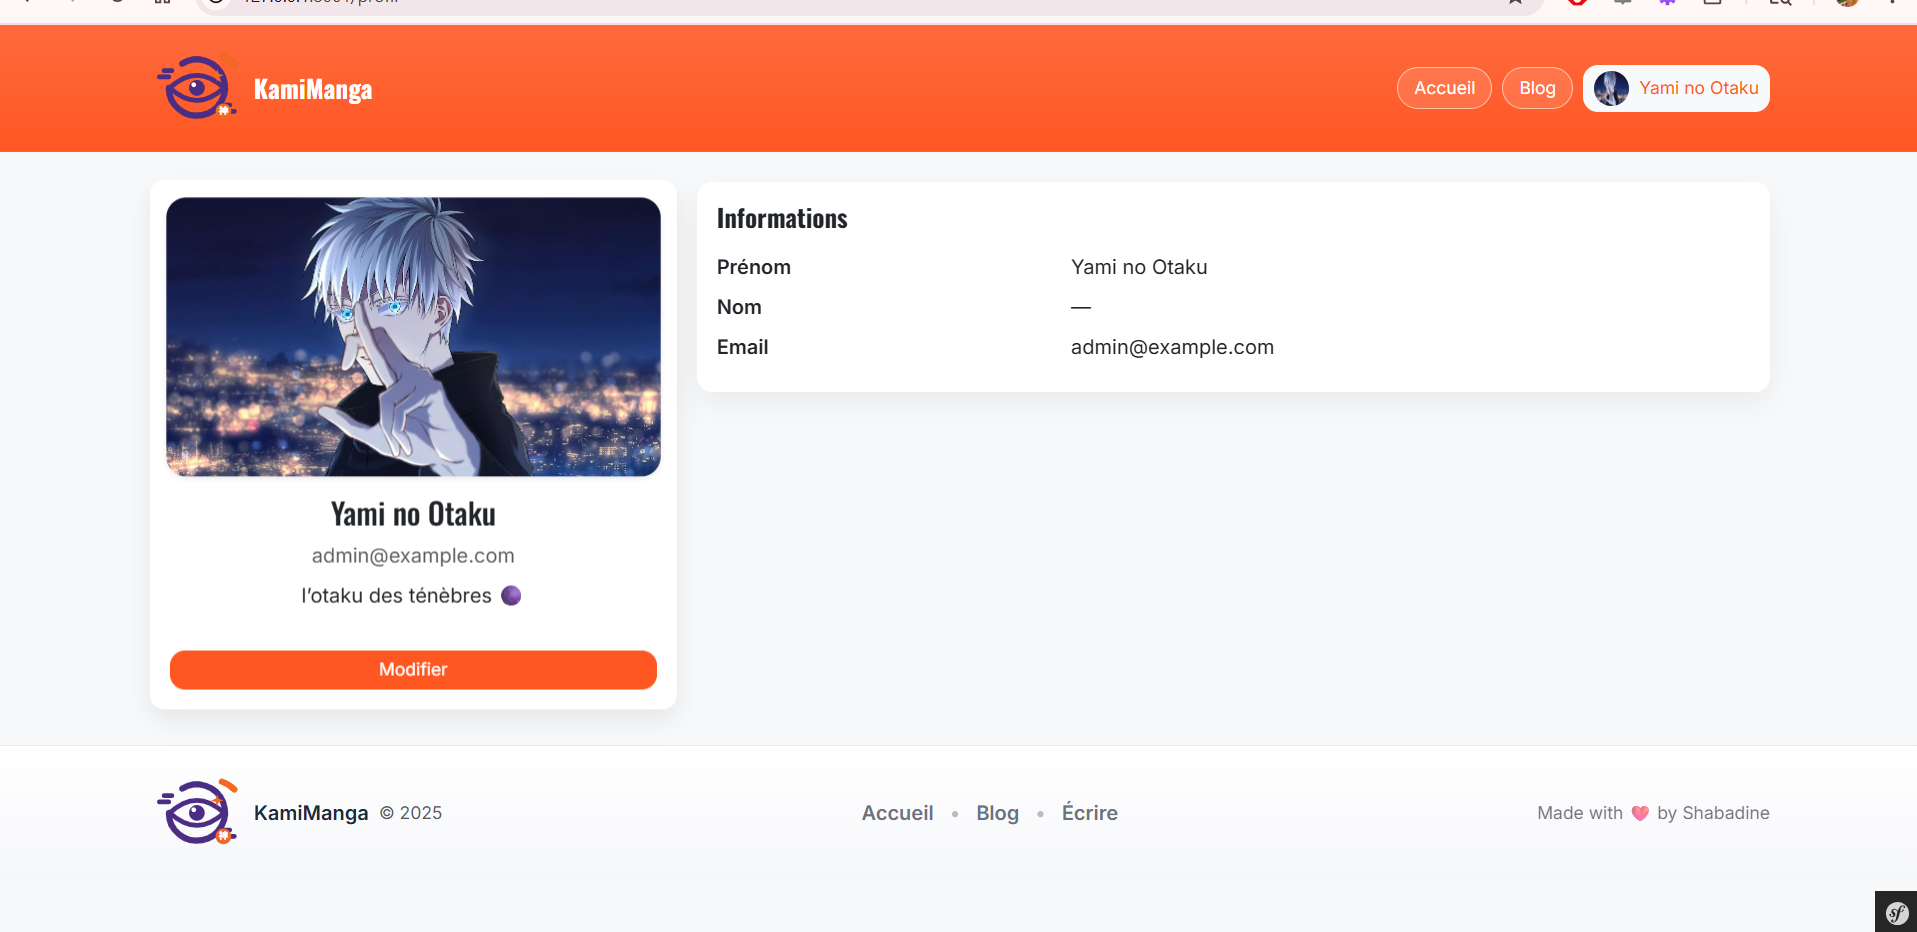 KamiManga
Accueil
Blog
Yami no Otaku
Yami no Otaku
admin@example.com
l’otaku des ténèbres
Modifier
Informations
Prénom Yami no Otaku
Nom —
Email admin@example.com
KamiManga © 2025
Accueil • Blog • Écrire
Made with 💗 by Shabadine
sf